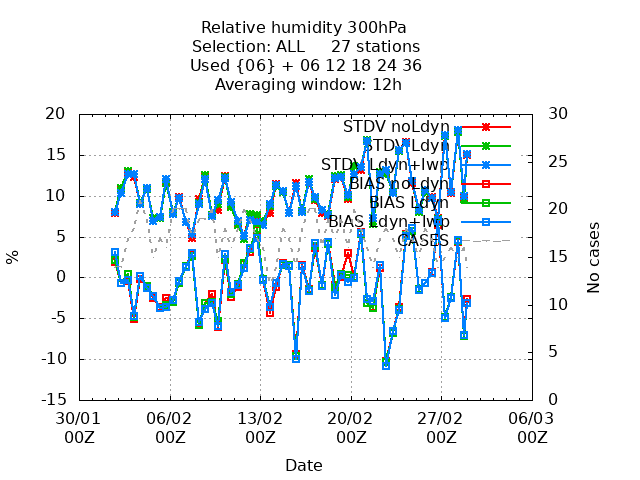 Relative humidity 300hPa
Selection: ALL     27 stations
Used {06} + 06 12 18 24 36
Averaging window: 12h
20
15
10
5
0
-5
-10
-15
%
30
25
20
15
10
5
0
No cases
STDV noLdyn
STDV Ldyn
STDV Ldyn+lwp
BIAS noLdyn
BIAS Ldyn
BIAS Ldyn+lwp
CASES
30/01 06/02 13/02 20/02 27/02 06/03
00Z 00Z 00Z 00Z 00Z 00Z
Date